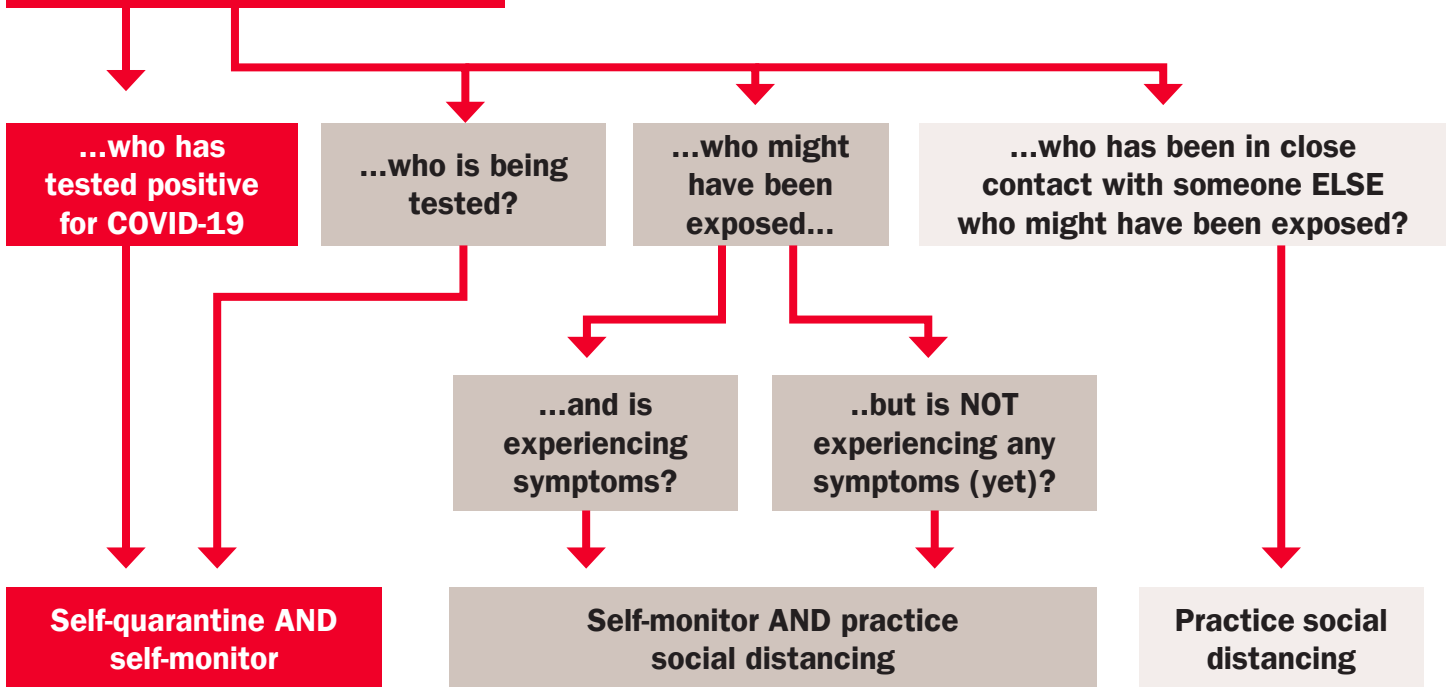 ...who has
tested positive
for COVID-19
...who is being
tested?
...who might
have been
exposed...
...who has been in close
contact with someone ELSE
who might have been exposed?
...and is
experiencing
symptoms?
..but is NOT
experiencing any
symptoms (yet)?
Self-quarantine AND
self-monitor
Self-monitor AND practice
social distancing
Practice social
distancing